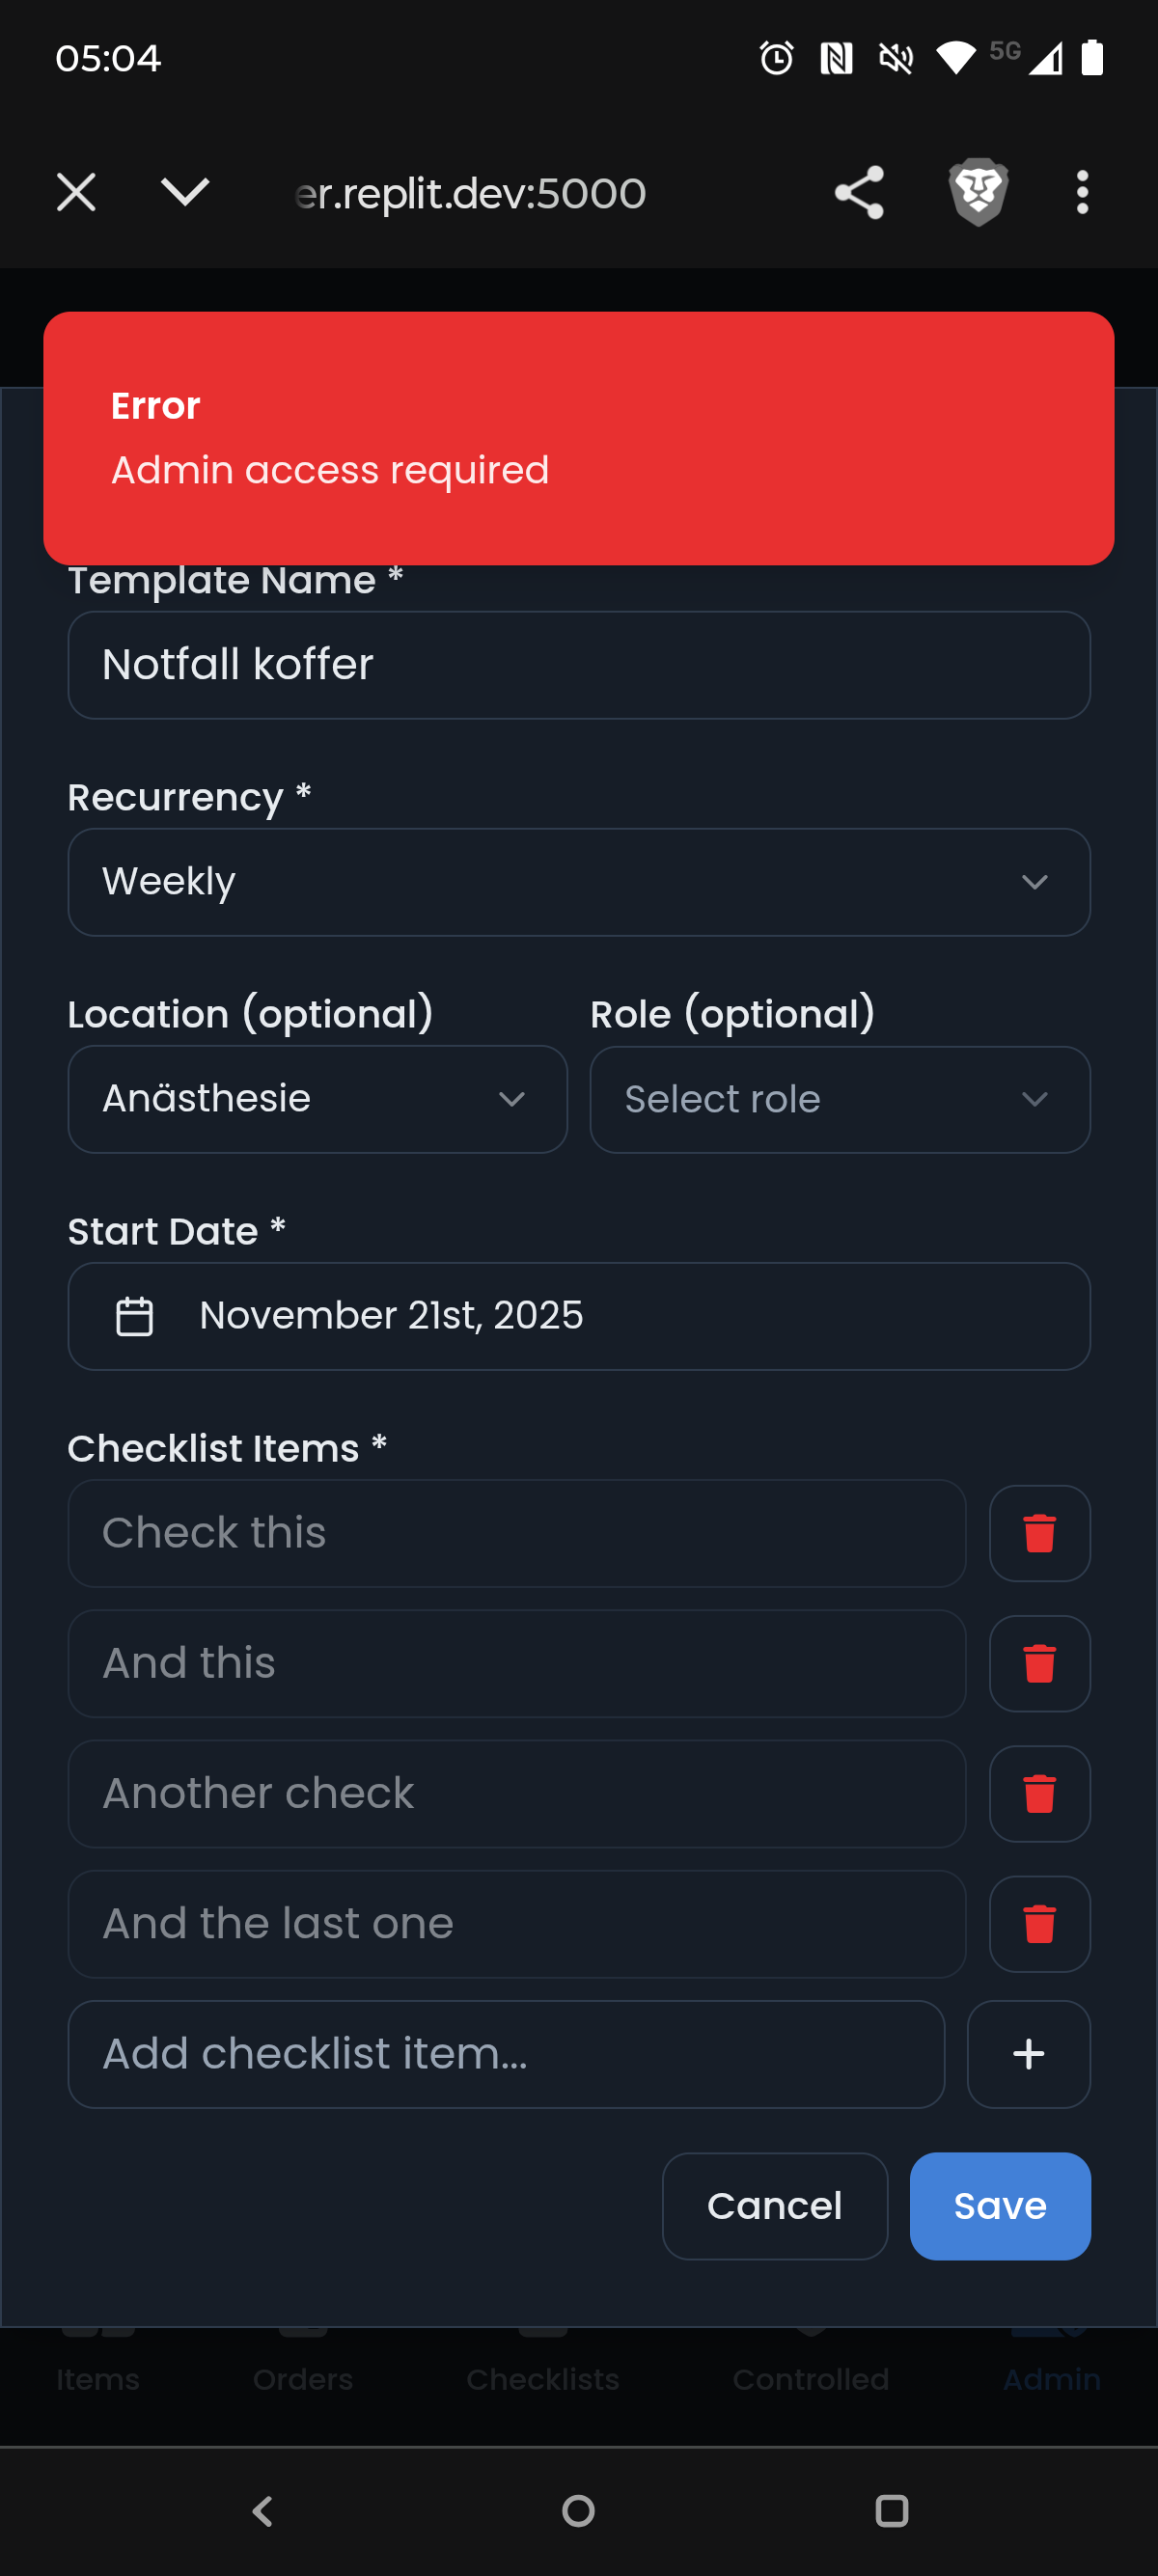 05:04
5G
er.replit.dev:5000
Error
Admin access required
Template Name *
Notfall koffer
Recurrency *
Weekly
Location (optional)
Role (optional)
Anästhesie
Select role
Start Date *
November 21st, 2025
Checklist Items *
Check this
And this
Another check
And the last one
Add checklist item...
Cancel
Save
Items
Orders
Checklists
Controlled
Admin